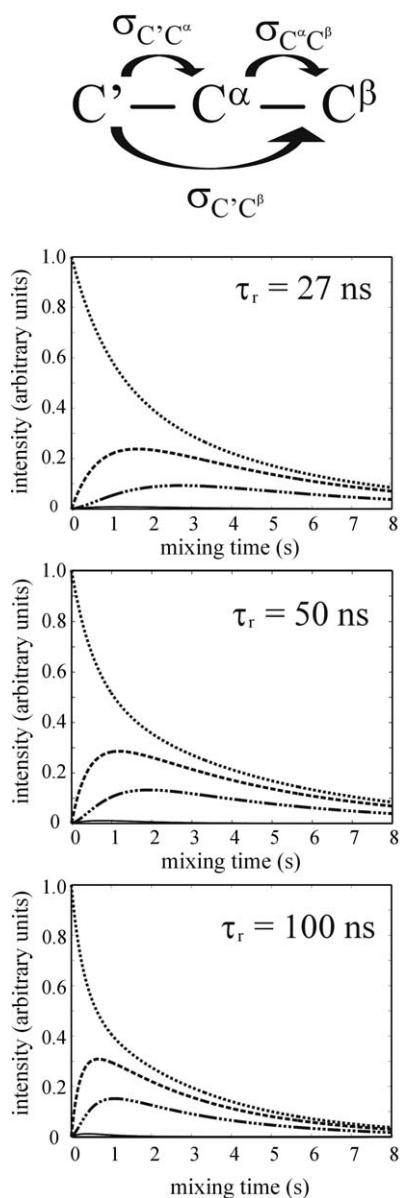 σC'Cα σCαCβ
C' — Cα — Cβ
σC'Cβ
1.0
0.8
0.6
0.4
0.2
0
intensity (arbitrary units)
τr = 27 ns
0 1 2 3 4 5 6 7 8
mixing time (s)
1.0
0.8
0.6
0.4
0.2
0
intensity (arbitrary units)
τr = 50 ns
0 1 2 3 4 5 6 7 8
mixing time (s)
1.0
0.8
0.6
0.4
0.2
0
intensity (arbitrary units)
τr = 100 ns
0 1 2 3 4 5 6 7 8
mixing time (s)